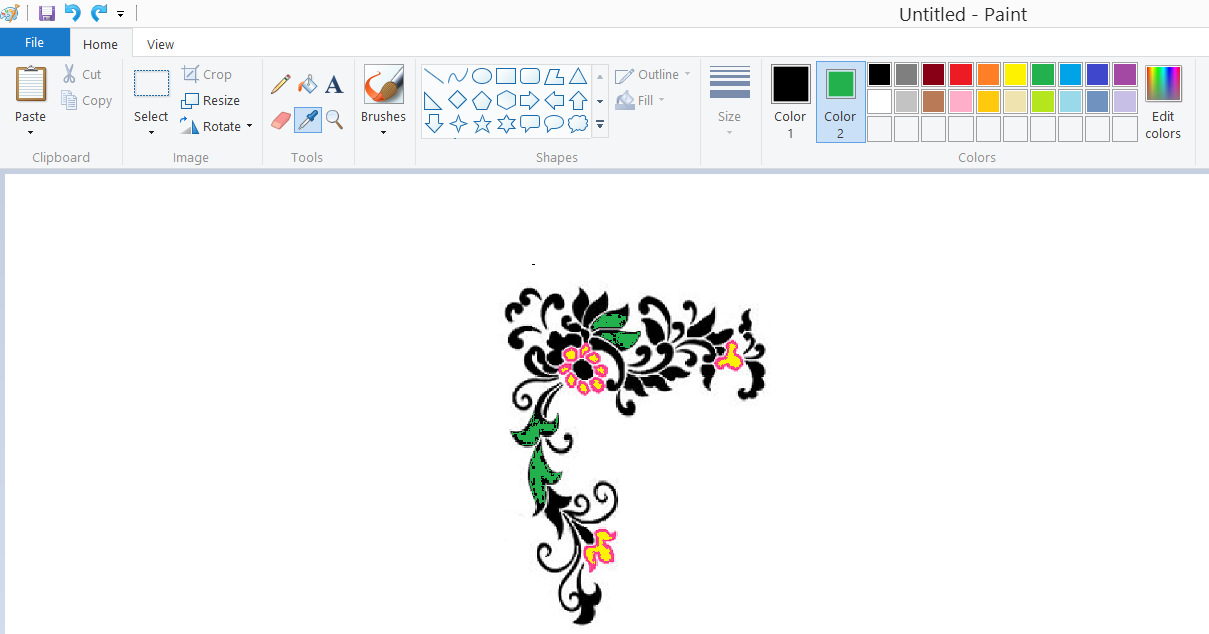 Untitled - Paint
File
Home
View
Paste
Cut
Copy
Clipboard
Select
Crop
Resize
Rotate
Image
A
Tools
Brushes
Shapes
Outline
Fill
Size
Color
1
Color
2
Edit
colors
Colors